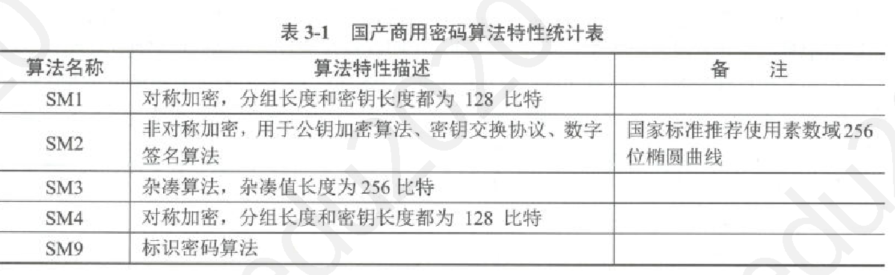 表 3-1 国产商用密码算法特性统计表
算法名称 算法特性描述 备 注
SM1 对称加密，分组长度和密钥长度都为 128 比特
SM2 非对称加密，用于公钥加密算法、密钥交换协议、数字
签名算法 国家标准推荐使用素数域256
位椭圆曲线
SM3 杂凑算法，杂凑值长度为 256 比特
SM4 对称加密，分组长度和密钥长度都为 128 比特
SM9 标识密码算法